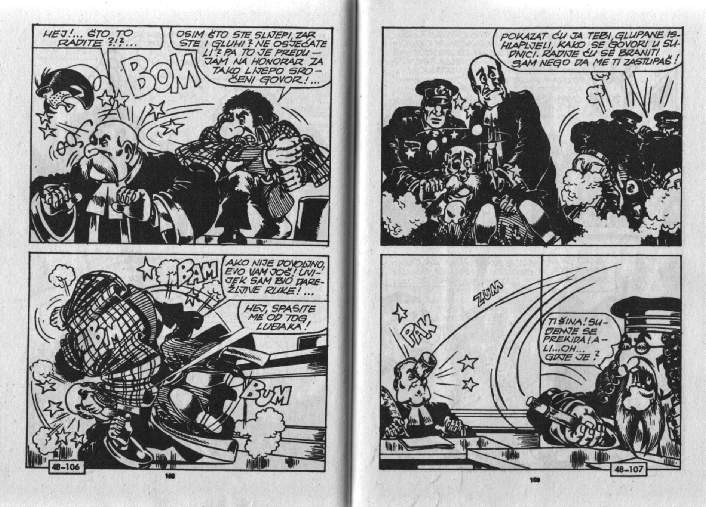 HEJ!... ŠTO TO
RADITE?!?...
OSIM ŠTO STE SLIJEPI, ZAR
STE I GLUHI? NE OSJEĆATE
LI? PA TO JE PREDU-
JAM NA HONORAR ZA
TAKO LIJEPO SRO-
ČENI GOVOR!...
BOM
AKO NIJE DOVOLJNO,
EVO VAM JOŠ! UVI-
JEK SAM BIO DARE-
ŽLJIVE RUKE!...
HEJ, SPASITE
ME OD TOG
LUĐAKA!
BAM
BUM
48-106
POKAZAT ĆU JA TEBI, GLUPANE IS-
HLAPJELI, KAKO SE GOVORI U SU-
DNICI. RADIJE ĆU SE BRANITI
SAM NEGO DA ME TI ZASTUPAŠ!
ZUM
PAK
TIŠINA! SU-
ĐENJE SE
PREKIDA! A-
LI...OH...
GDJE JE?
48-107